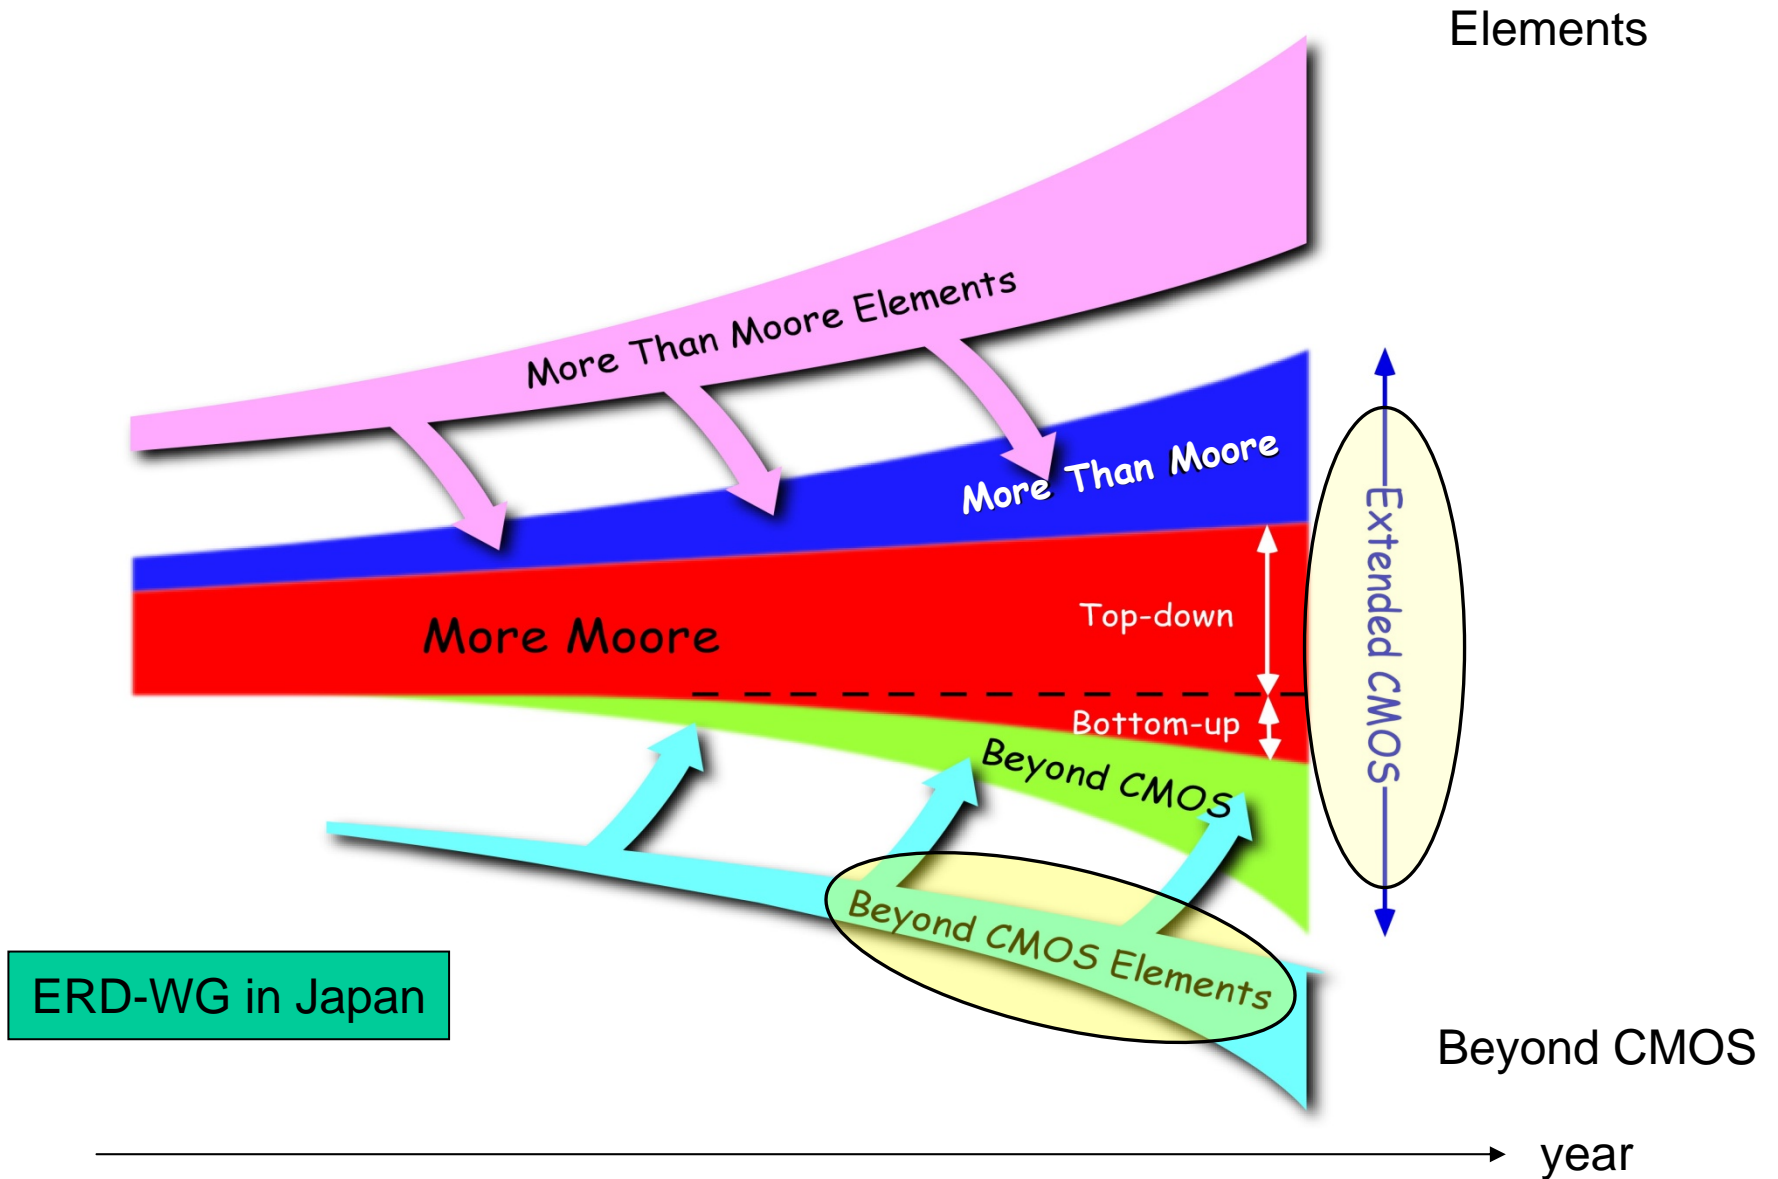 Elements
More Than Moore Elements
More Than Moore
Extended CMOS
Top-down
More Moore
Bottom-up
Beyond CMOS
Beyond CMOS Elements
ERD-WG in Japan
Beyond CMOS
year